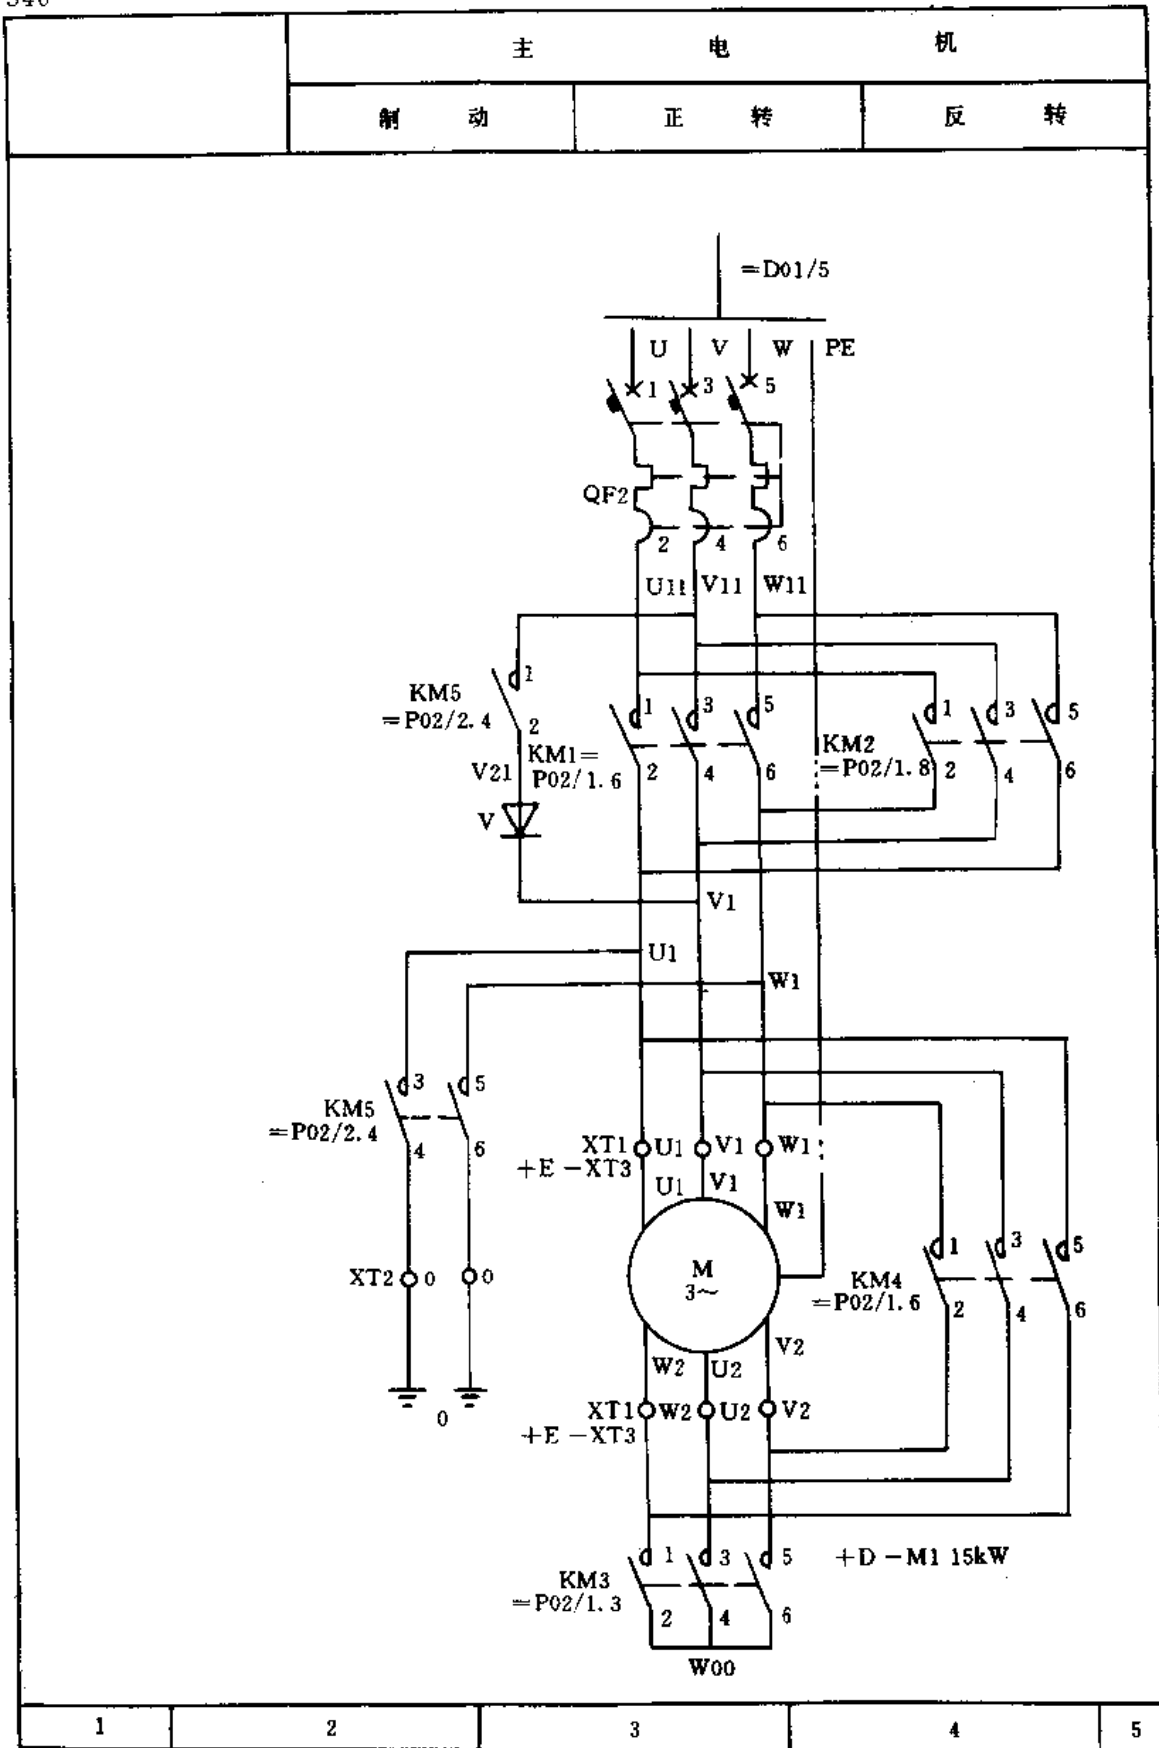 主 电 机
制 动 正 转 反 转
=D01/5
U V W PE
1 3 5
QF2
2 4 6
U11 V11 W11
1
KM5
=P02/2.4
2
1 3 5
KM1=
P02/1.6
2 4 6
1 3 5
KM2
=P02/1.8
2 4 6
V21
V
V1
U1
W1
3 5
KM5
=P02/2.4
4 6
XT1 U1 V1 W1
+E-XT3
U1 V1 W1
M
3~
XT2 0 0
0
1 3 5
KM4
=P02/1.6
2 4 6
W2 U2 V2
XT1 W2 U2 V2
+E-XT3
1 3 5
+D-M1 15kW
KM3
=P02/1.3
2 4 6
W00
1 2 3 4 5